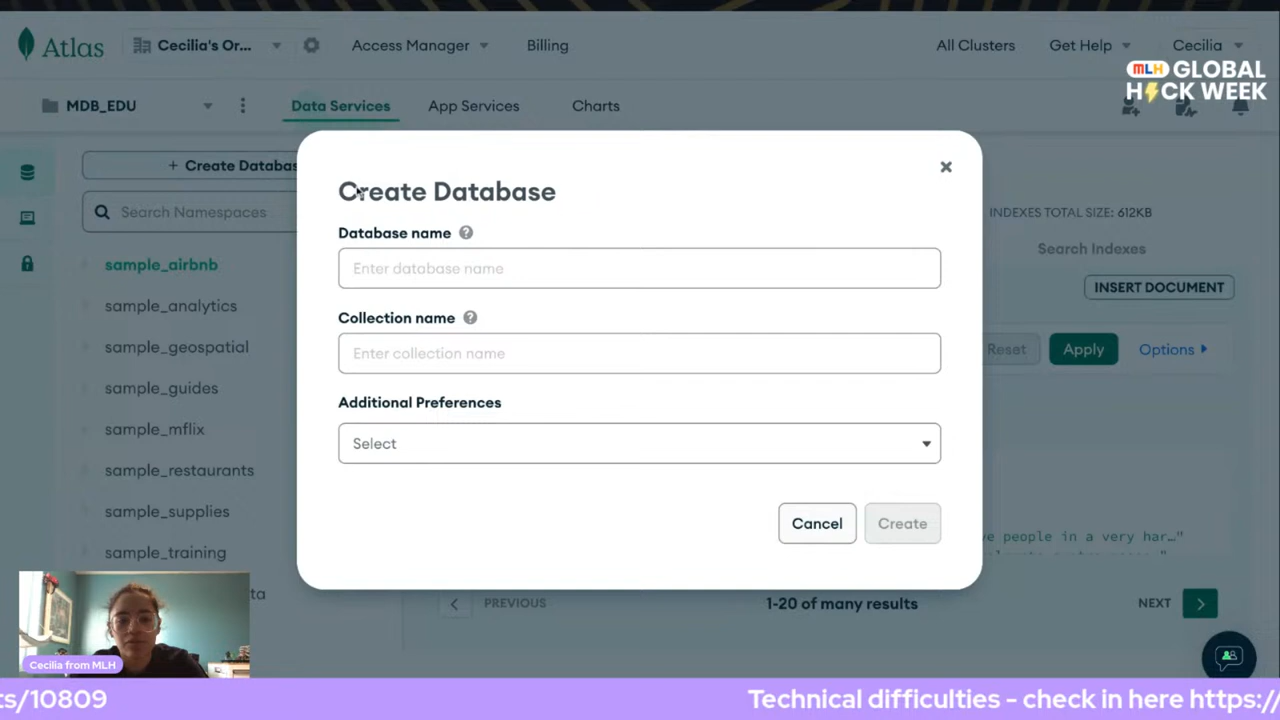 Atlas
Cecilia's Or...
Access Manager
Billing
All Clusters
Get Help
Cecilia
MLH GLOBAL
HACK WEEK
MDB_EDU
Data Services
App Services
Charts
+ Create Databas
Search Namespaces
sample_airbnb
sample_analytics
sample_geospatial
sample_guides
sample_mflix
sample_restaurants
sample_supplies
sample_training
ta
Create Database
Database name
Enter database name
Collection name
Enter collection name
Additional Preferences
Select
Cancel
Create
INDEXES TOTAL SIZE: 612KB
Search Indexes
INSERT DOCUMENT
Reset
Apply
Options
ve people in a very har…"
PREVIOUS
1-20 of many results
NEXT
Cecilia from MLH
ts/10809
Technical difficulties - check in here https:/